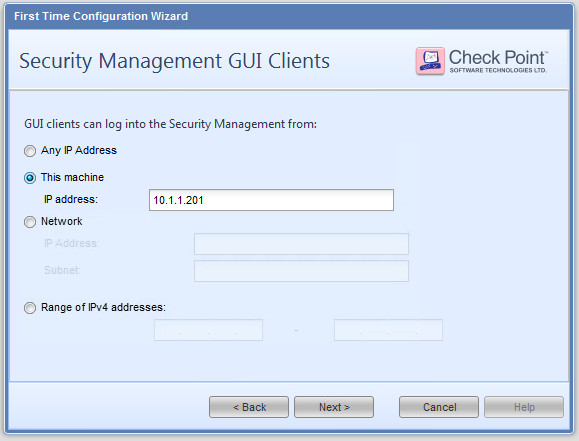 First Time Configuration Wizard
Security Management GUI Clients
Check Point™
SOFTWARE TECHNOLOGIES LTD.
GUI clients can log into the Security Management from:
Any IP Address
This machine
IP address: 10.1.1.201
Network
IP Address:
Subnet:
Range of IPv4 addresses:
. . . - . . .
< Back Next > Cancel Help